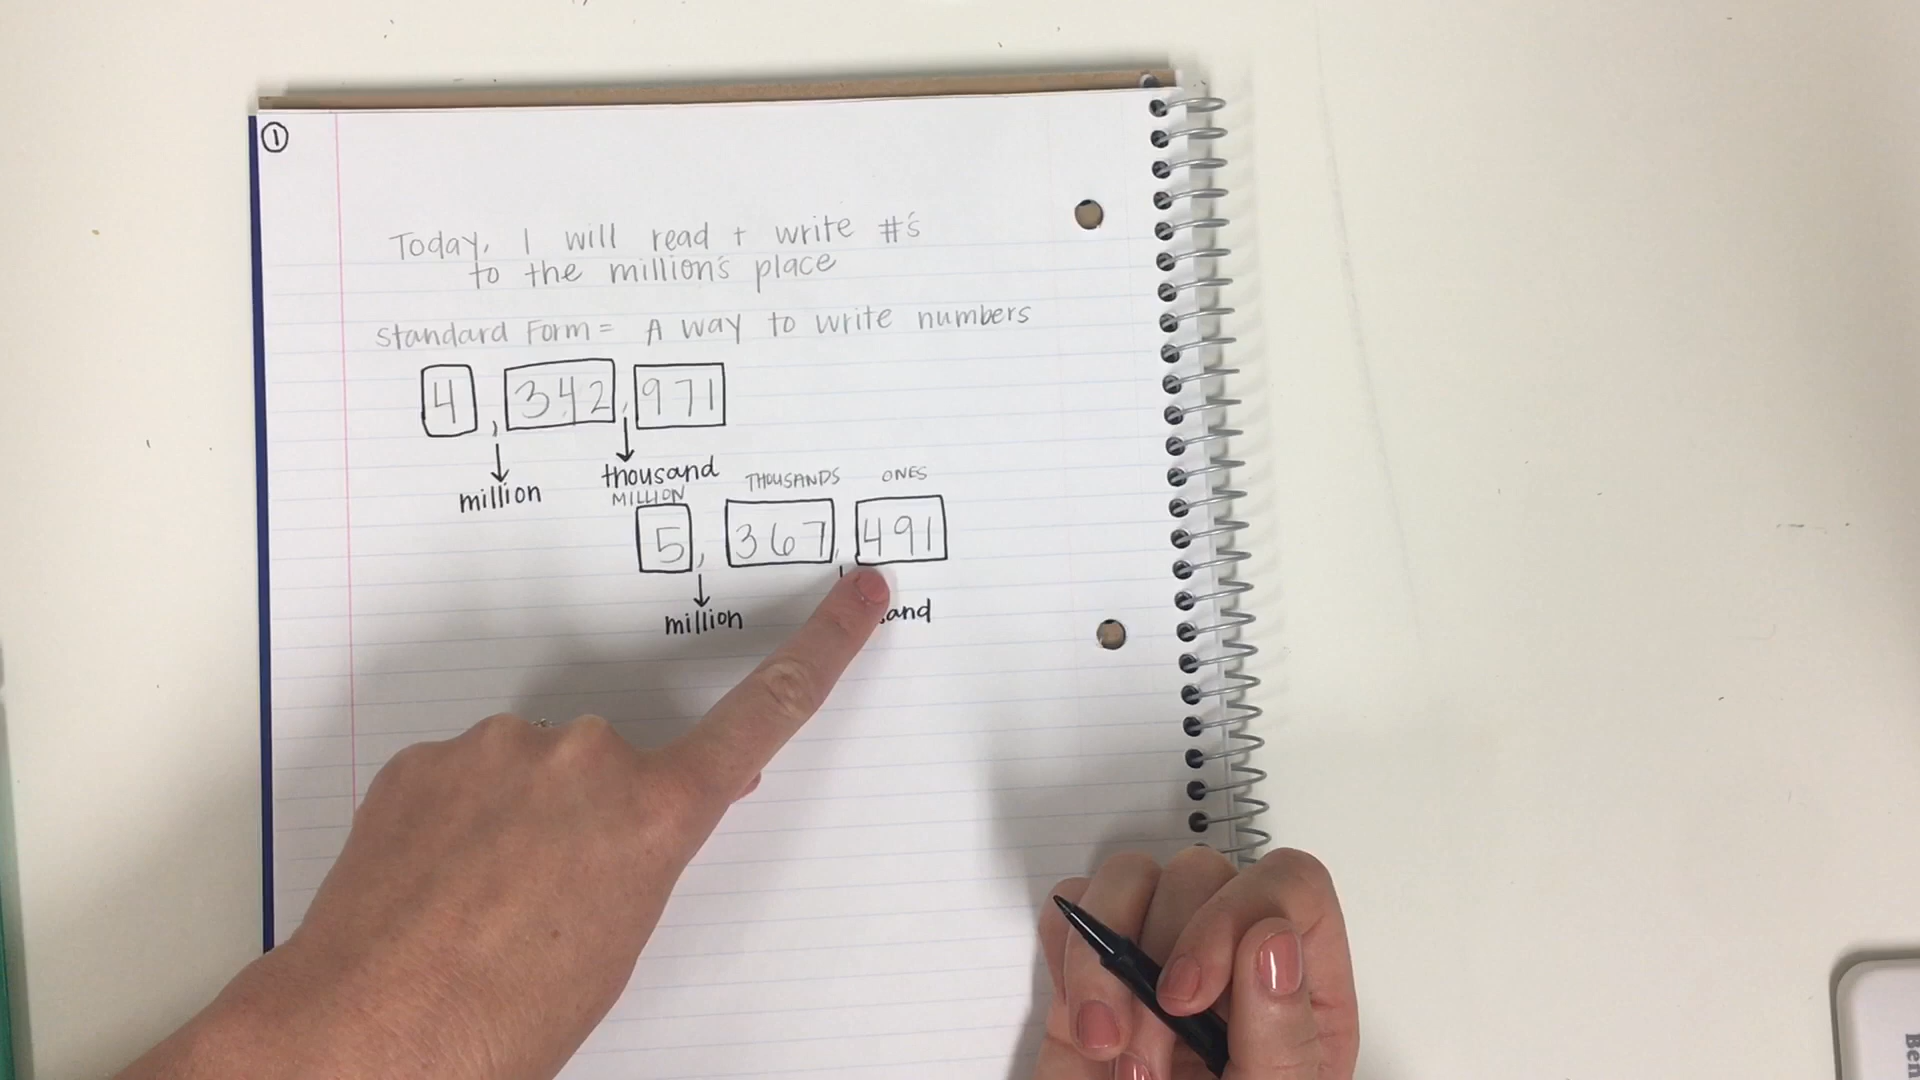 ①
Today, I will read + write #'s
to the million's place
Standard Form = A way to write numbers
4, 342, 971
million thousand
MILLION THOUSANDS ONES
5, 367, 491
million